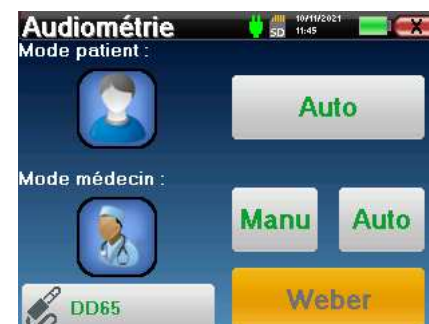 Audiométrie
SD
10/11/2021
11:45
X
Mode patient :
Auto
Mode médecin :
Manu
Auto
DD65
Weber